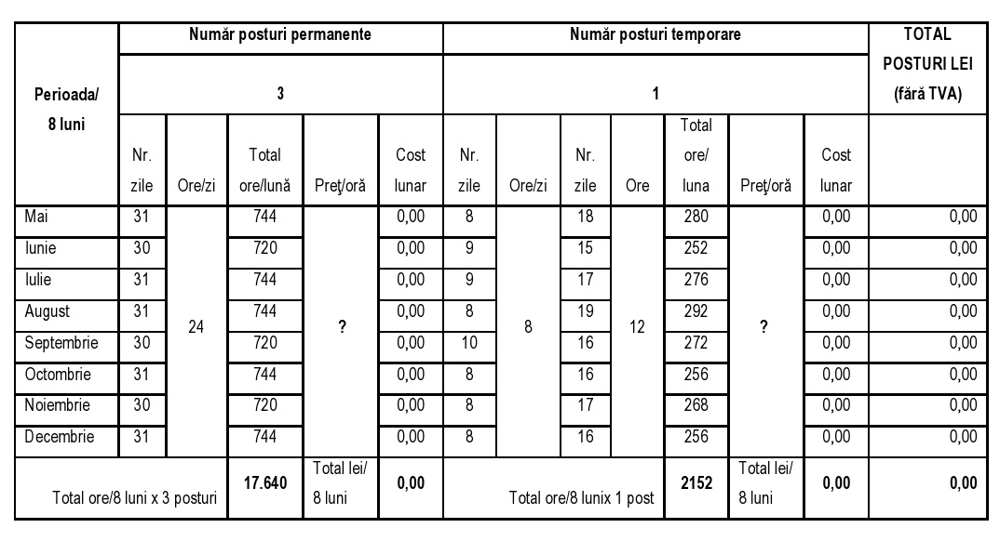 Număr posturi permanente Număr posturi temporare TOTAL
POSTURI LEI
Perioada/ 3 1 (fără TVA)
8 luni
Total
Nr. Total Cost Nr. Nr. ore/ Cost
zile Ore/zi ore/lună Preţ/oră lunar zile Ore/zi zile Ore luna Preţ/oră lunar
Mai 31 744 0,00 8 18 280 0,00 0,00
Iunie 30 720 0,00 9 15 252 0,00 0,00
Iulie 31 744 0,00 9 17 276 0,00 0,00
August 31 744 0,00 8 19 292 0,00 0,00
24 ? 8 12 ?
Septembrie 30 720 0,00 10 16 272 0,00 0,00
Octombrie 31 744 0,00 8 16 256 0,00 0,00
Noiembrie 30 720 0,00 8 17 268 0,00 0,00
Decembrie 31 744 0,00 8 16 256 0,00 0,00
Total lei/ Total lei/
17.640 0,00 2152 0,00 0,00
Total ore/8 luni x 3 posturi 8 luni Total ore/8 lunix 1 post 8 luni